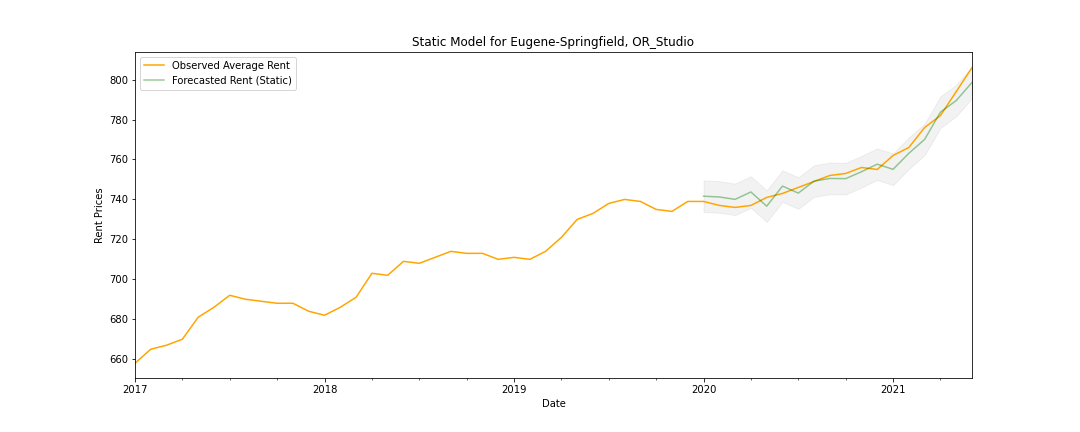 Static Model for Eugene-Springfield, OR_Studio
Observed Average Rent
Forecasted Rent (Static)
Rent Prices
800
780
760
740
720
700
680
660
2017
2018
2019
2020
2021
Date